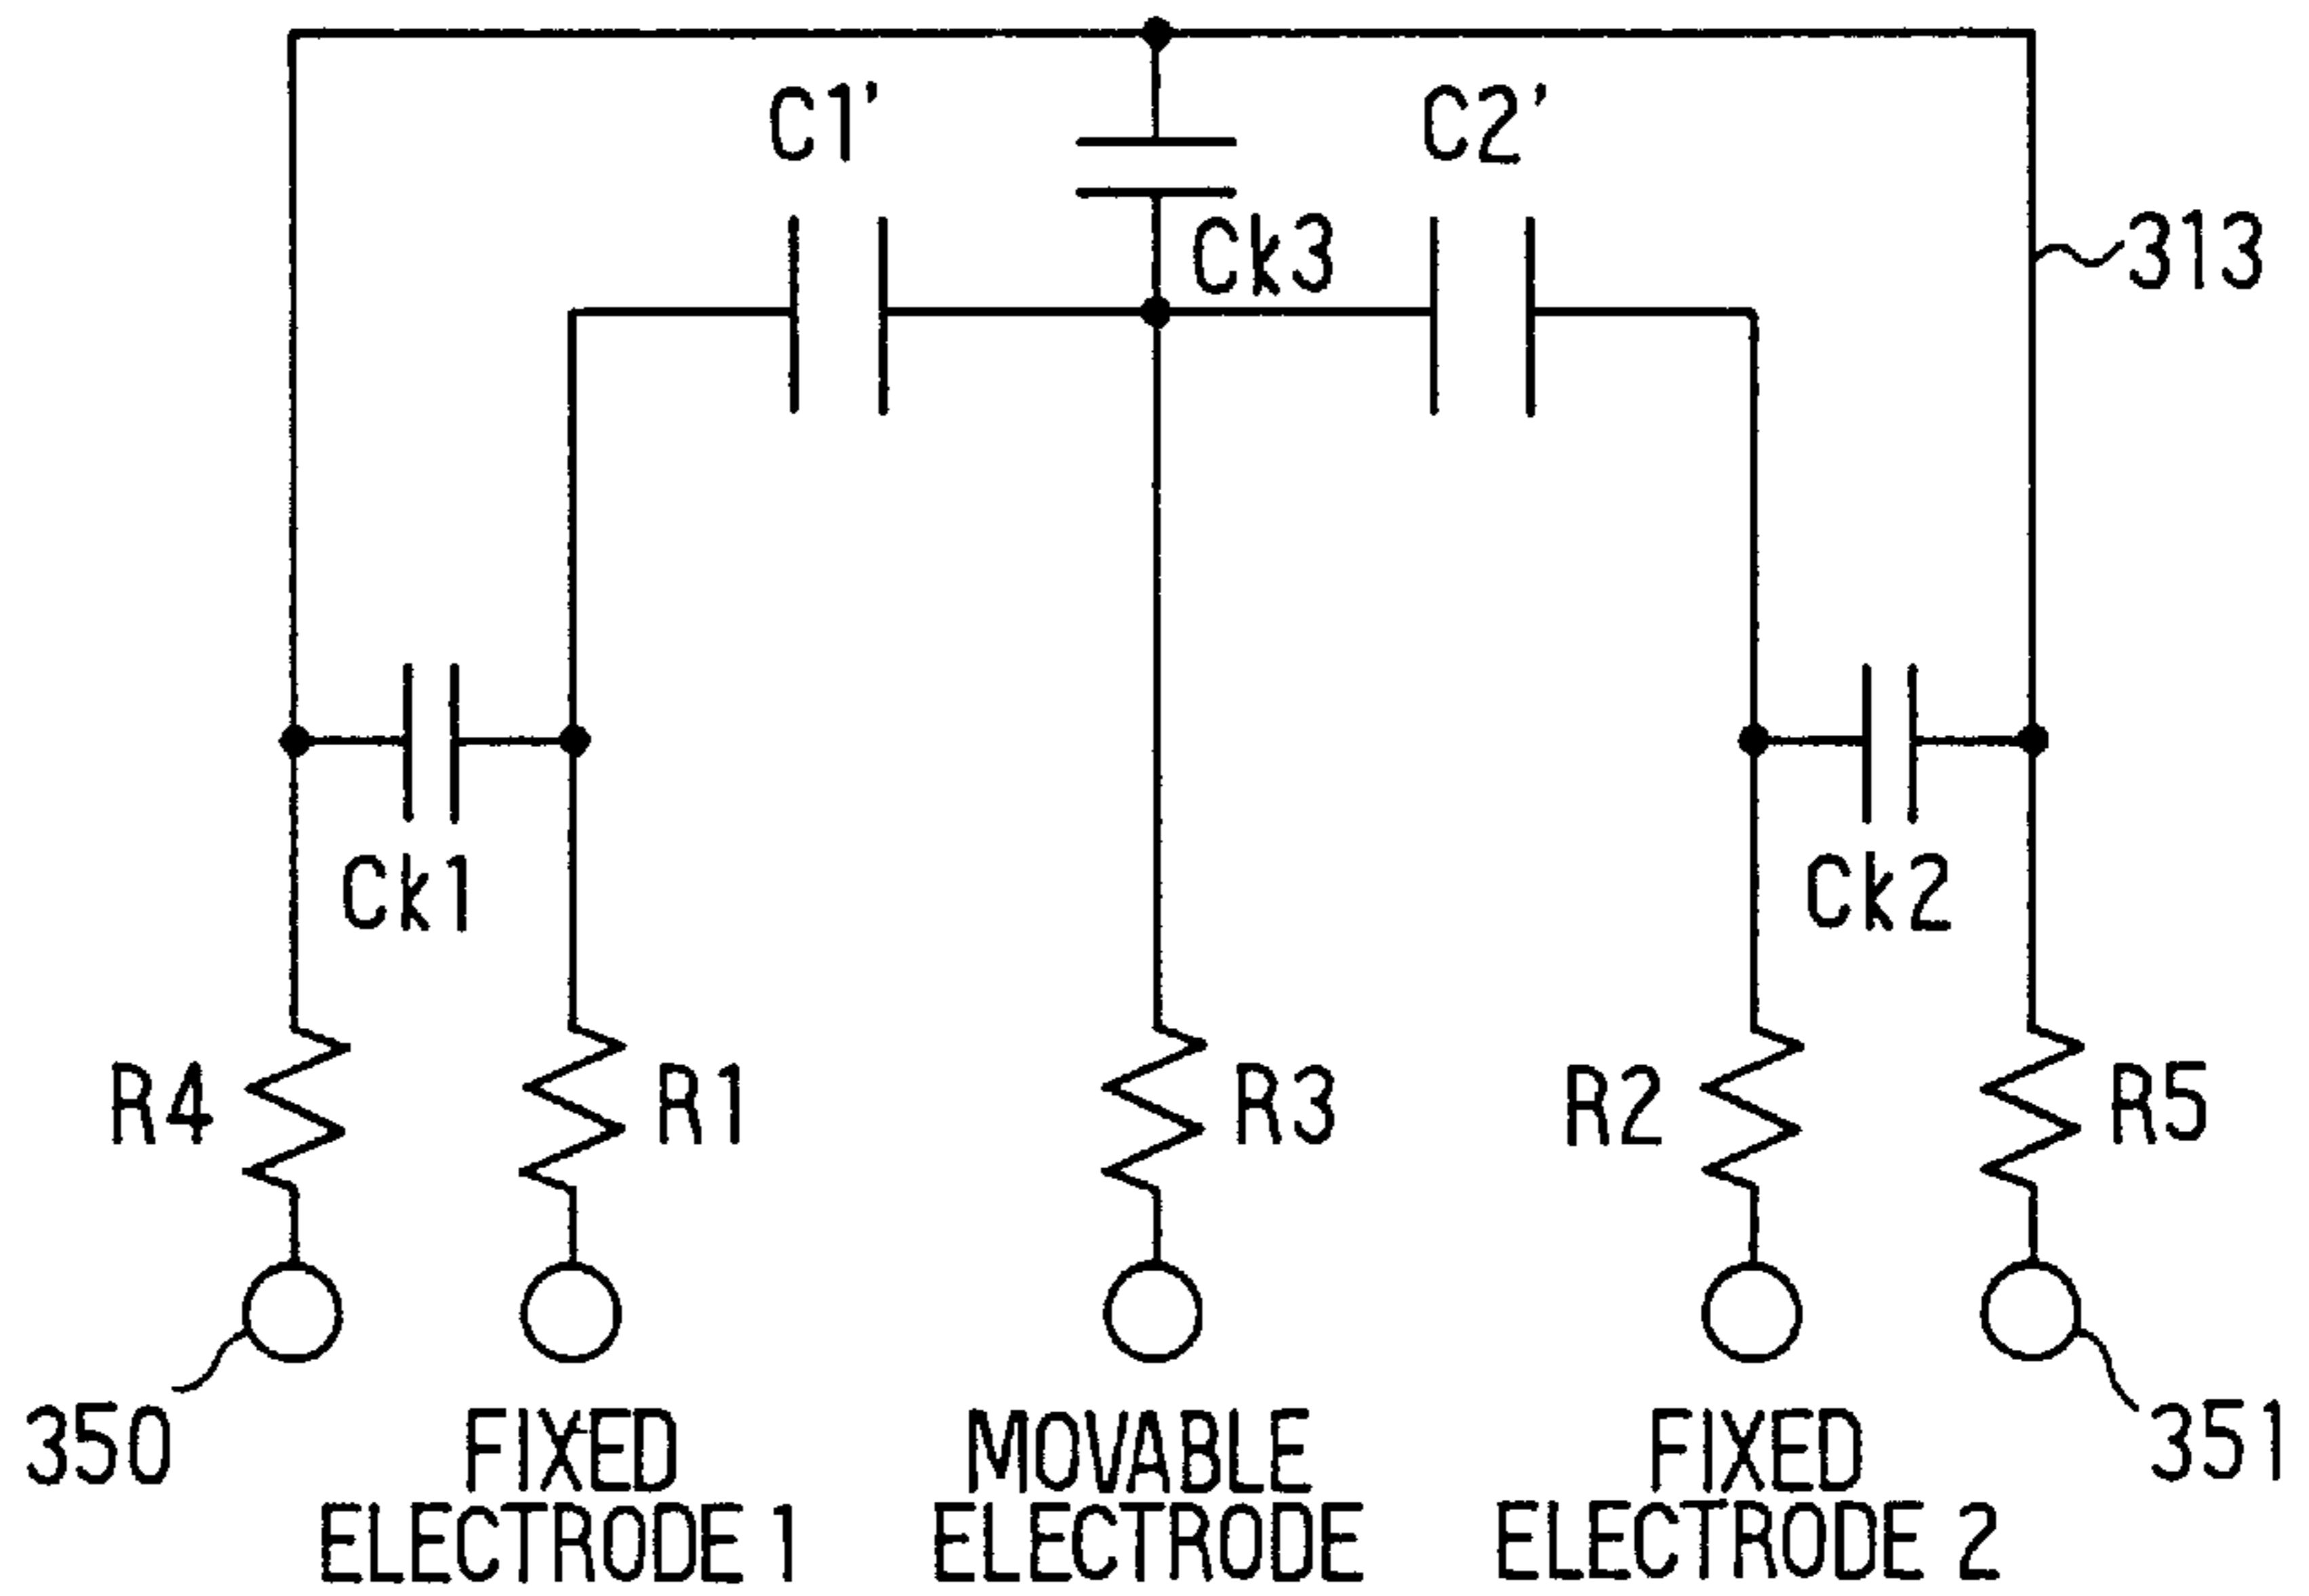 C1'
C2'
Ck3
313
Ck1
Ck2
R4
R1
R3
R2
R5
350
FIXED
ELECTRODE 1
MOVABLE
ELECTRODE
FIXED
ELECTRODE 2
351